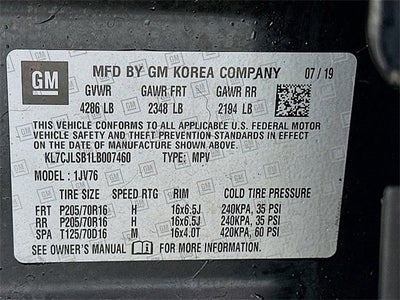 GM
MFD BY GM KOREA COMPANY 07 / 19
GVWR GAWR FRT GAWR RR
4286 LB 2348 LB 2194 LB
THIS VEHICLE CONFORMS TO ALL APPLICABLE U.S. FEDERAL MOTOR
VEHICLE SAFETY AND THEFT PREVENTION STANDARDS IN EFFECT ON
THE DATE OF MANUFACTURE SHOWN ABOVE.
KL7CJLSB1LB007460 TYPE: MPV
MODEL: 1JV76
TIRE SIZE SPEED RTG RIM COLD TIRE PRESSURE
FRT P205/70R16 H 16x6.5J 240KPA, 35 PSI
RR P205/70R16 H 16x6.5J 240KPA, 35 PSI
SPA T125/70D16 M 16x4.0T 420KPA, 60 PSI
SEE OWNER'S MANUAL FOR MORE INFORMATION.